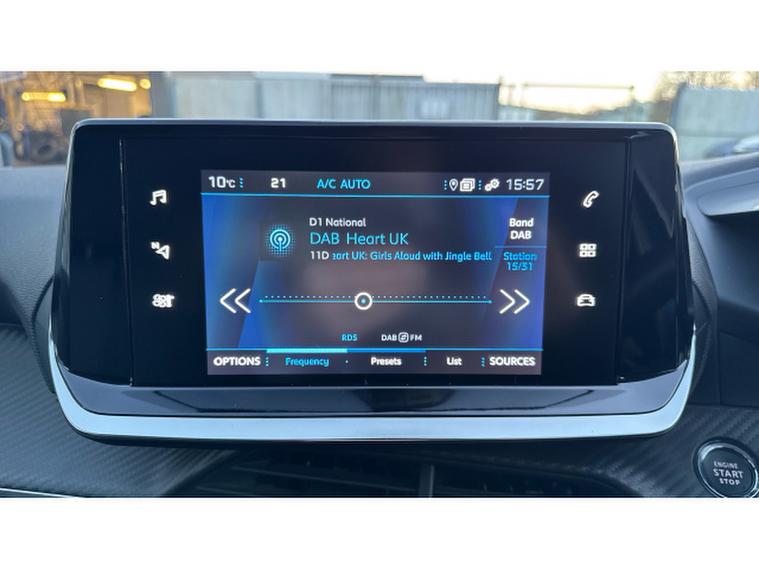 10°C 21 A/C AUTO 15:57
D1 National
DAB Heart UK
11D :art UK: Girls Aloud with Jingle Bell
Band
DAB
Station
15/31
RDS DAB FM
OPTIONS Frequency Presets List SOURCES
N
ENGINE
START
STOP